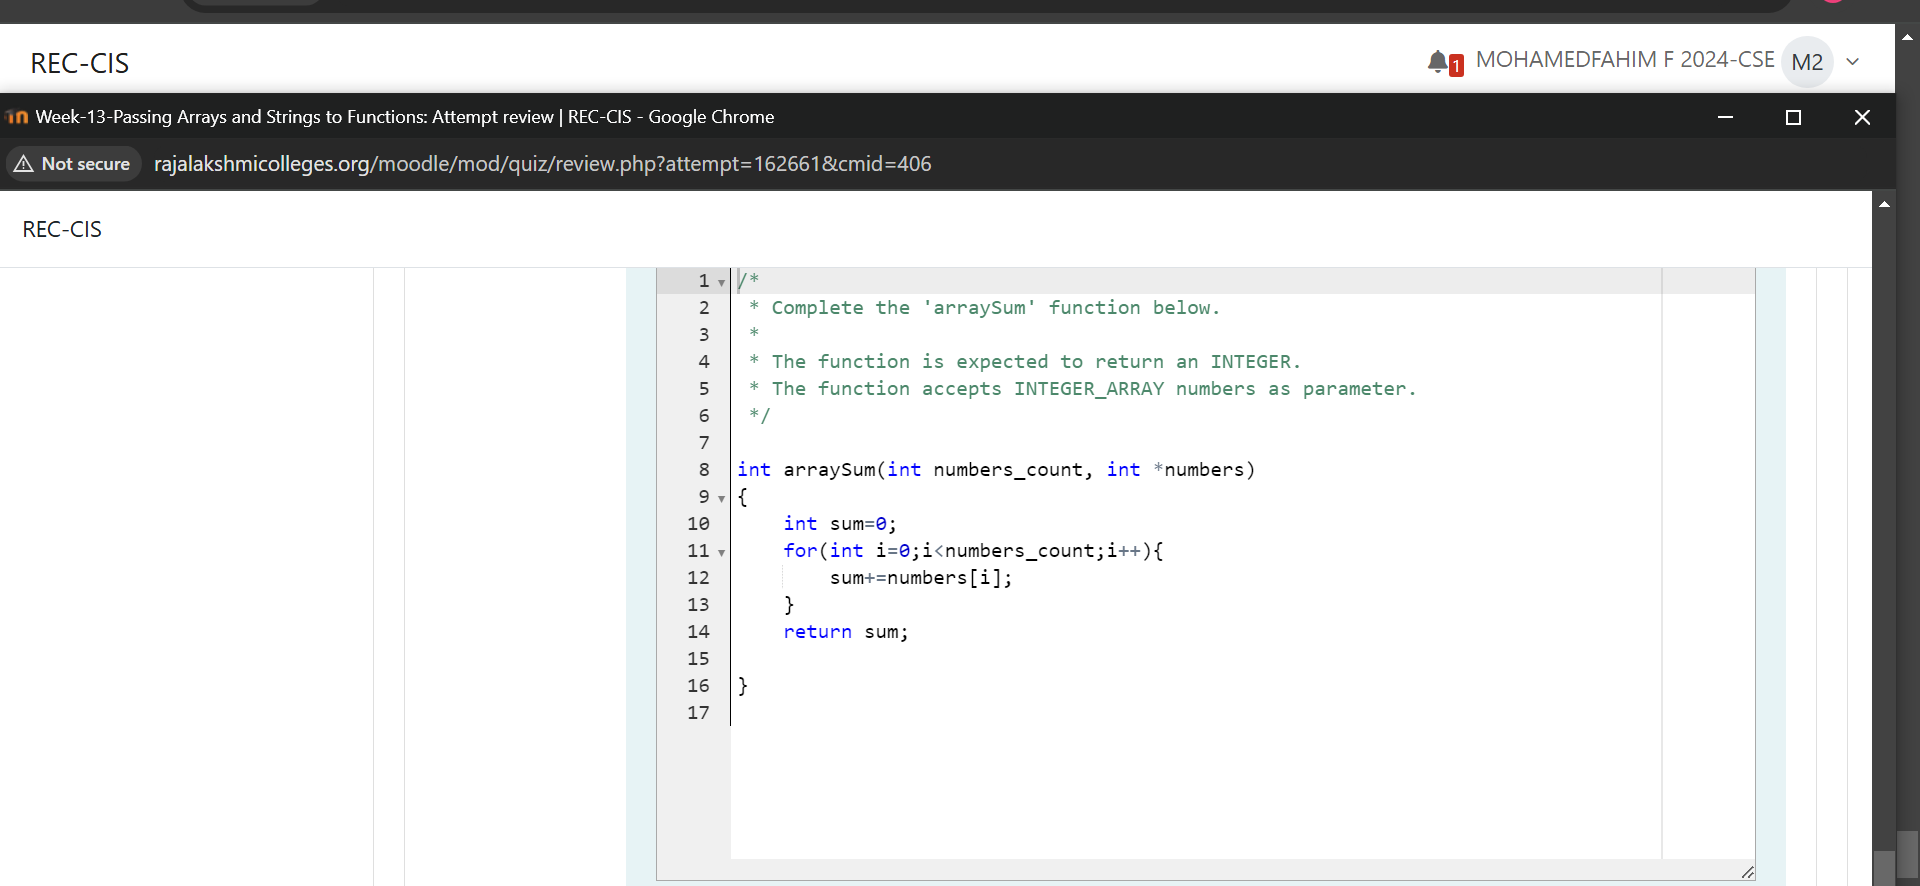 REC-CIS
1 MOHAMEDFAHIM F 2024-CSE M2
Week-13-Passing Arrays and Strings to Functions: Attempt review | REC-CIS - Google Chrome
Not secure rajalakshmicolleges.org/moodle/mod/quiz/review.php?attempt=162661&cmid=406
REC-CIS
1 /*
2  * Complete the 'arraySum' function below.
3  *
4  * The function is expected to return an INTEGER.
5  * The function accepts INTEGER_ARRAY numbers as parameter.
6  */
7
8 int arraySum(int numbers_count, int *numbers)
9 {
10     int sum=0;
11     for(int i=0;i<numbers_count;i++){
12         sum+=numbers[i];
13     }
14     return sum;
15
16 }
17